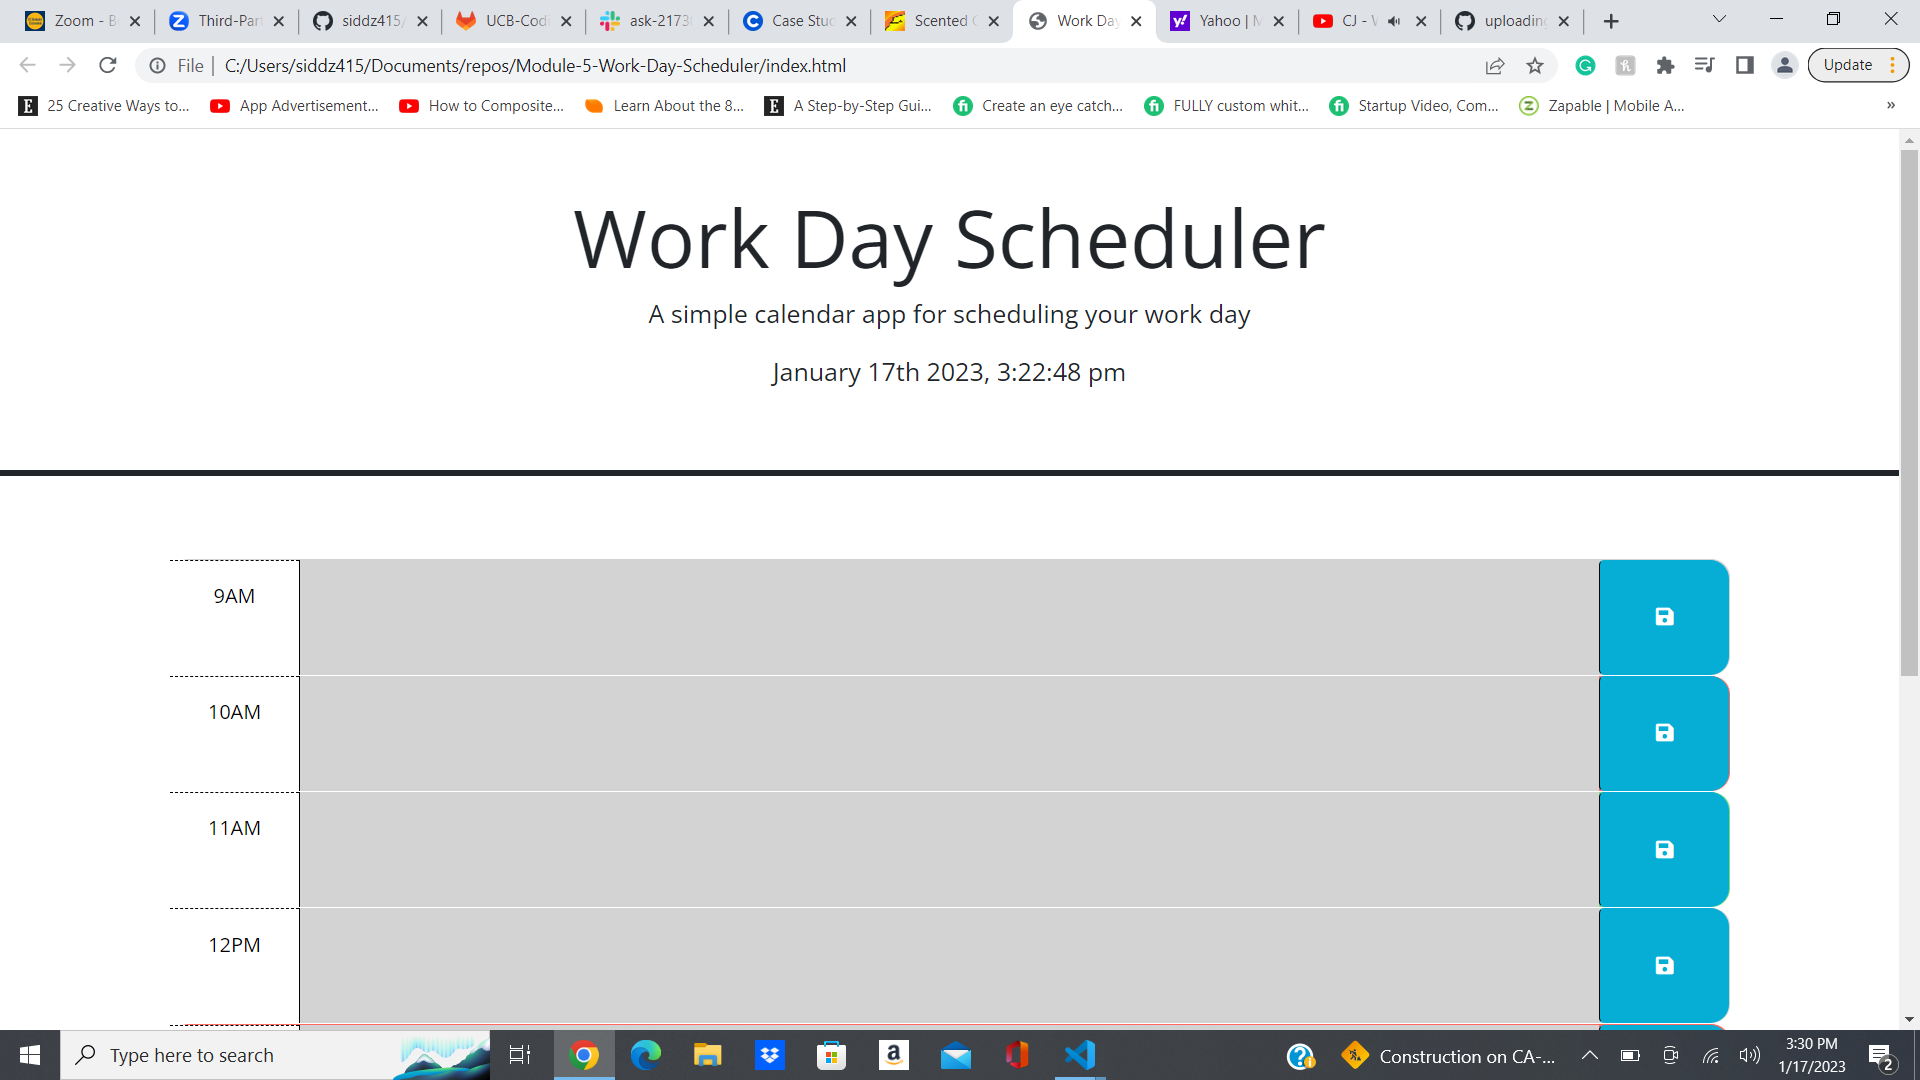 Zoom - B
Third-Par
siddz415/
UCB-Codi
ask-2173
Case Stud
Scented C
Work Day
Yahoo | M
CJ - W
uploading
File | C:/Users/siddz415/Documents/repos/Module-5-Work-Day-Scheduler/index.html
Update
25 Creative Ways to...
App Advertisement...
How to Composite...
Learn About the 8...
A Step-by-Step Gui...
Create an eye catch...
FULLY custom whit...
Startup Video, Com...
Zapable | Mobile A...
»
Work Day Scheduler
A simple calendar app for scheduling your work day
January 17th 2023, 3:22:48 pm
9AM
10AM
11AM
12PM
Type here to search
Construction on CA-...
3:30 PM
1/17/2023
2